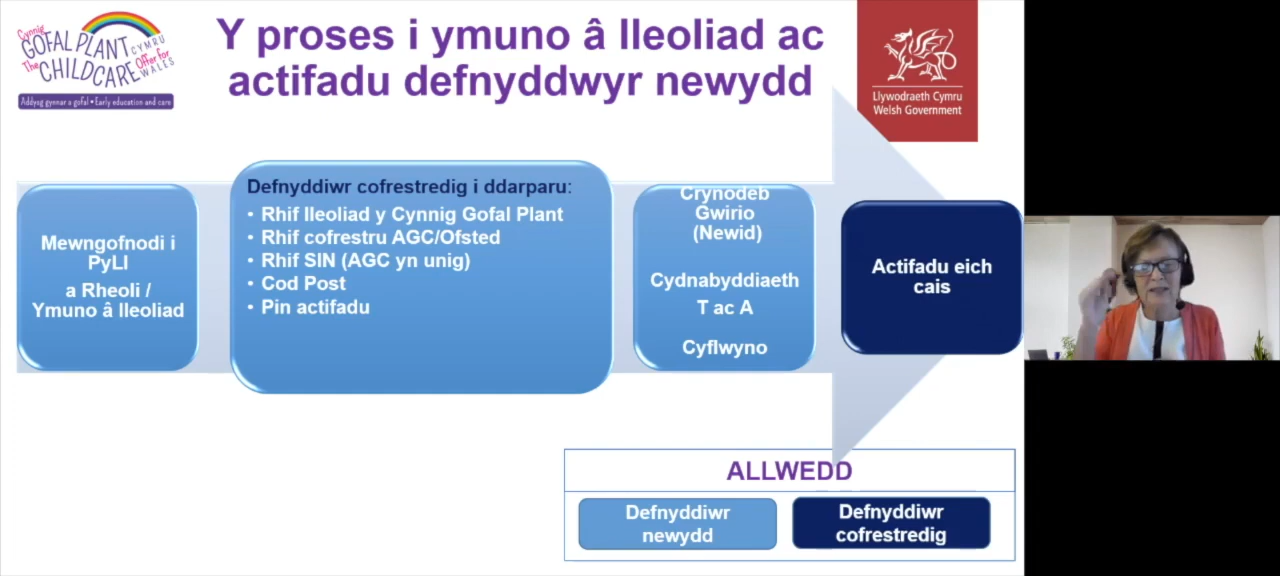 Cynnig
GOFAL PLANT
CYMRU
The CHILDCARE
Offer for
WALES
Addysg gynnar a gofal • Early education and care
Y proses i ymuno â lleoliad ac
actifadu defnyddwyr newydd
Llywodraeth Cymru
Welsh Government
Mewngofnodi i
PyLl
a Rheoli /
Ymuno â lleoliad
Defnyddiwr cofrestredig i ddarparu:
• Rhif lleoliad y Cynnig Gofal Plant
• Rhif cofrestru AGC/Ofsted
• Rhif SIN (AGC yn unig)
• Cod Post
• Pin actifadu
Crynodeb
Gwirio
(Newid)
Cydnabyddiaeth
T ac A
Cyflwyno
Actifadu eich
cais
ALLWEDD
Defnyddiwr
newydd
Defnyddiwr
cofrestredig